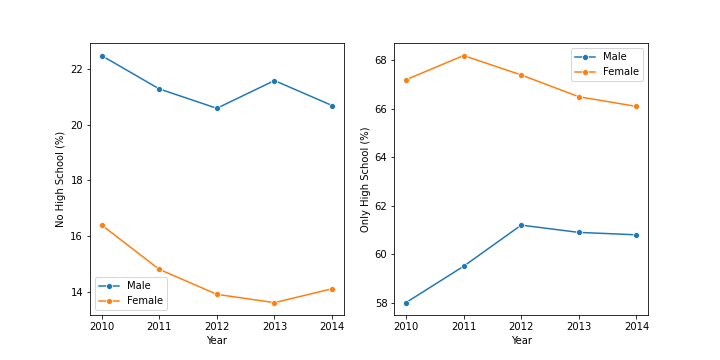 No High School (%)
22
20
18
16
14
Male
Female
2010 2011 2012 2013 2014
Year
Only High School (%)
68
66
64
62
60
58
Male
Female
2010 2011 2012 2013 2014
Year